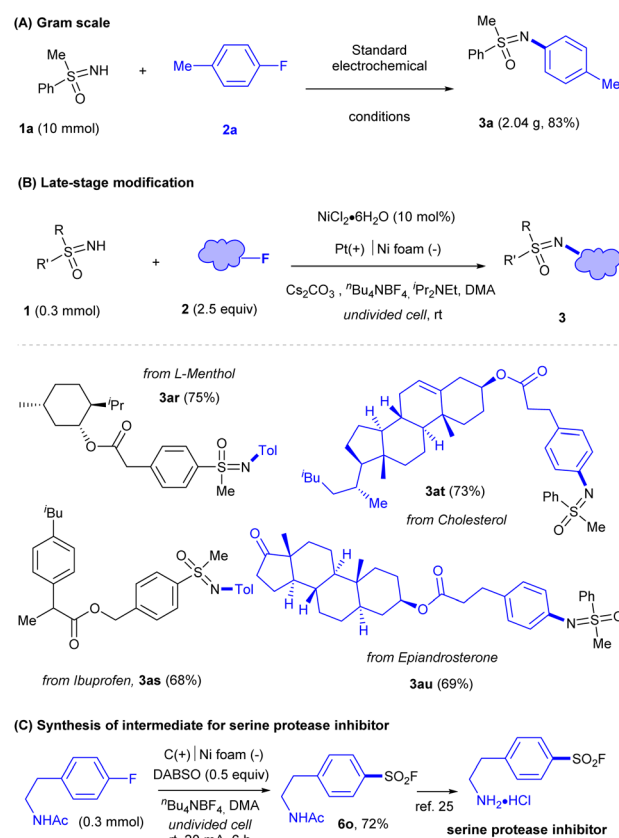 (A) Gram scale
Me
Ph
S
NH
O
1a (10 mmol)
+
Me
F
2a
Standard
electrochemical
conditions
Me
Ph
S
N
O
Me
3a (2.04 g, 83%)
(B) Late-stage modification
R
R'
S
NH
O
1 (0.3 mmol)
+
F
2 (2.5 equiv)
NiCl2•6H2O (10 mol%)
Pt(+) | Ni foam (-)
Cs2CO3 , nBu4NBF4, iPr2NEt, DMA
undivided cell, rt
R
R'
S
N
O
3
from L-Menthol
3ar (75%)
iPr
O
O
O
S
N
Tol
Me
O
O
H
H
H
iBu
Me
3at (73%)
from Cholesterol
N
Ph
S
O
Me
iBu
Me
O
O
O
Me
S
N
Tol
from Ibuprofen, 3as (68%)
O
H
H
H
H
O
O
N
Ph
S
O
Me
from Epiandrosterone
3au (69%)
(C) Synthesis of intermediate for serine protease inhibitor
F
NHAc
(0.3 mmol)
C(+) | Ni foam (-)
DABSO (0.5 equiv)
nBu4NBF4, DMA
undivided cell
SO2F
NHAc
6o, 72%
ref. 25
SO2F
NH2•HCl
serine protease inhibitor